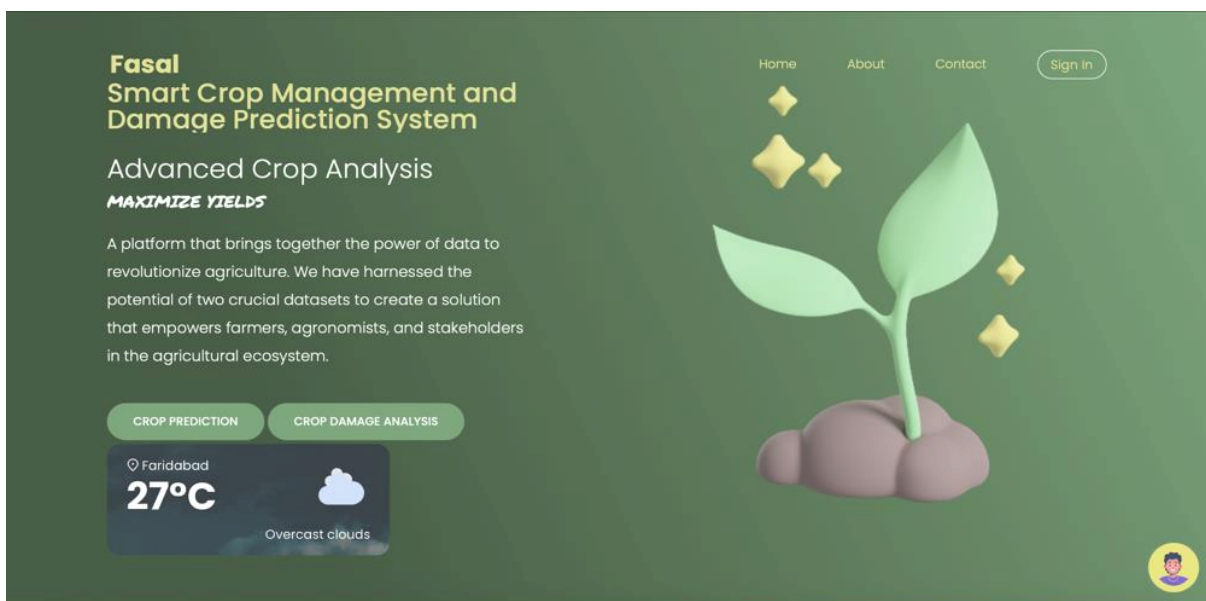 Fasal
Home About Contact Sign In
Smart Crop Management and
Damage Prediction System
Advanced Crop Analysis
MAXIMIZE YIELDS
A platform that brings together the power of data to
revolutionize agriculture. We have harnessed the
potential of two crucial datasets to create a solution
that empowers farmers, agronomists, and stakeholders
in the agricultural ecosystem.
CROP PREDICTION CROP DAMAGE ANALYSIS
Faridabad
27°C
Overcast clouds